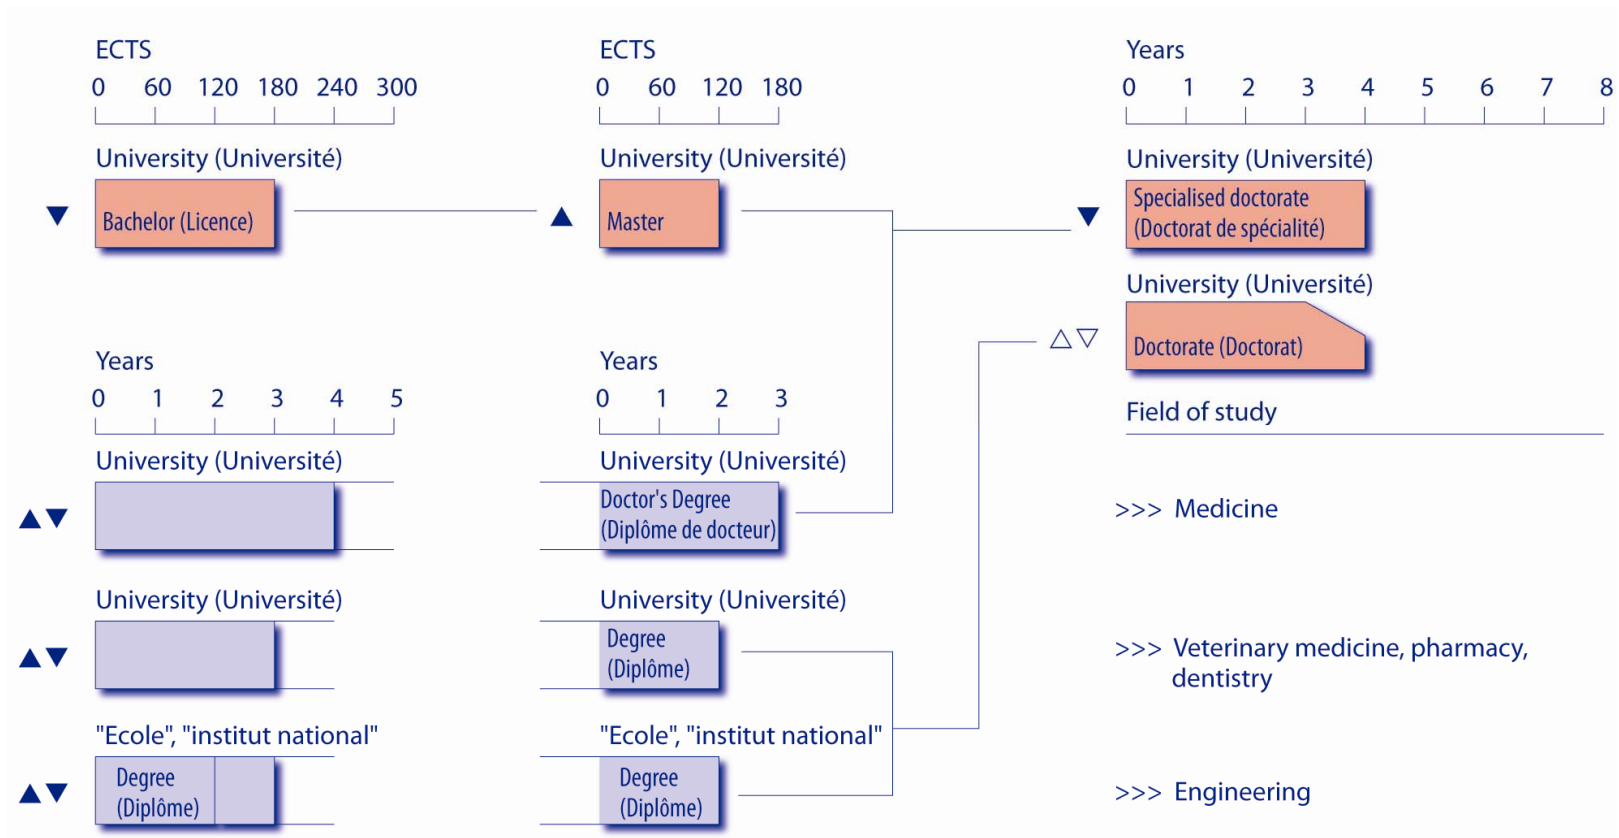 ECTS
0 60 120 180 240 300
University (Université)
Bachelor (Licence)
ECTS
0 60 120 180
University (Université)
Master
Years
0 1 2 3 4 5 6 7 8
University (Université)
Specialised doctorate
(Doctorat de spécialité)
University (Université)
Doctorate (Doctorat)
Field of study
Years
0 1 2 3 4 5
University (Université)
Years
0 1 2 3
University (Université)
Doctor's Degree
(Diplôme de docteur)
>>> Medicine
University (Université)
University (Université)
Degree
(Diplôme)
>>> Veterinary medicine, pharmacy,
dentistry
"Ecole", "institut national"
Degree
(Diplôme)
"Ecole", "institut national"
Degree
(Diplôme)
>>> Engineering